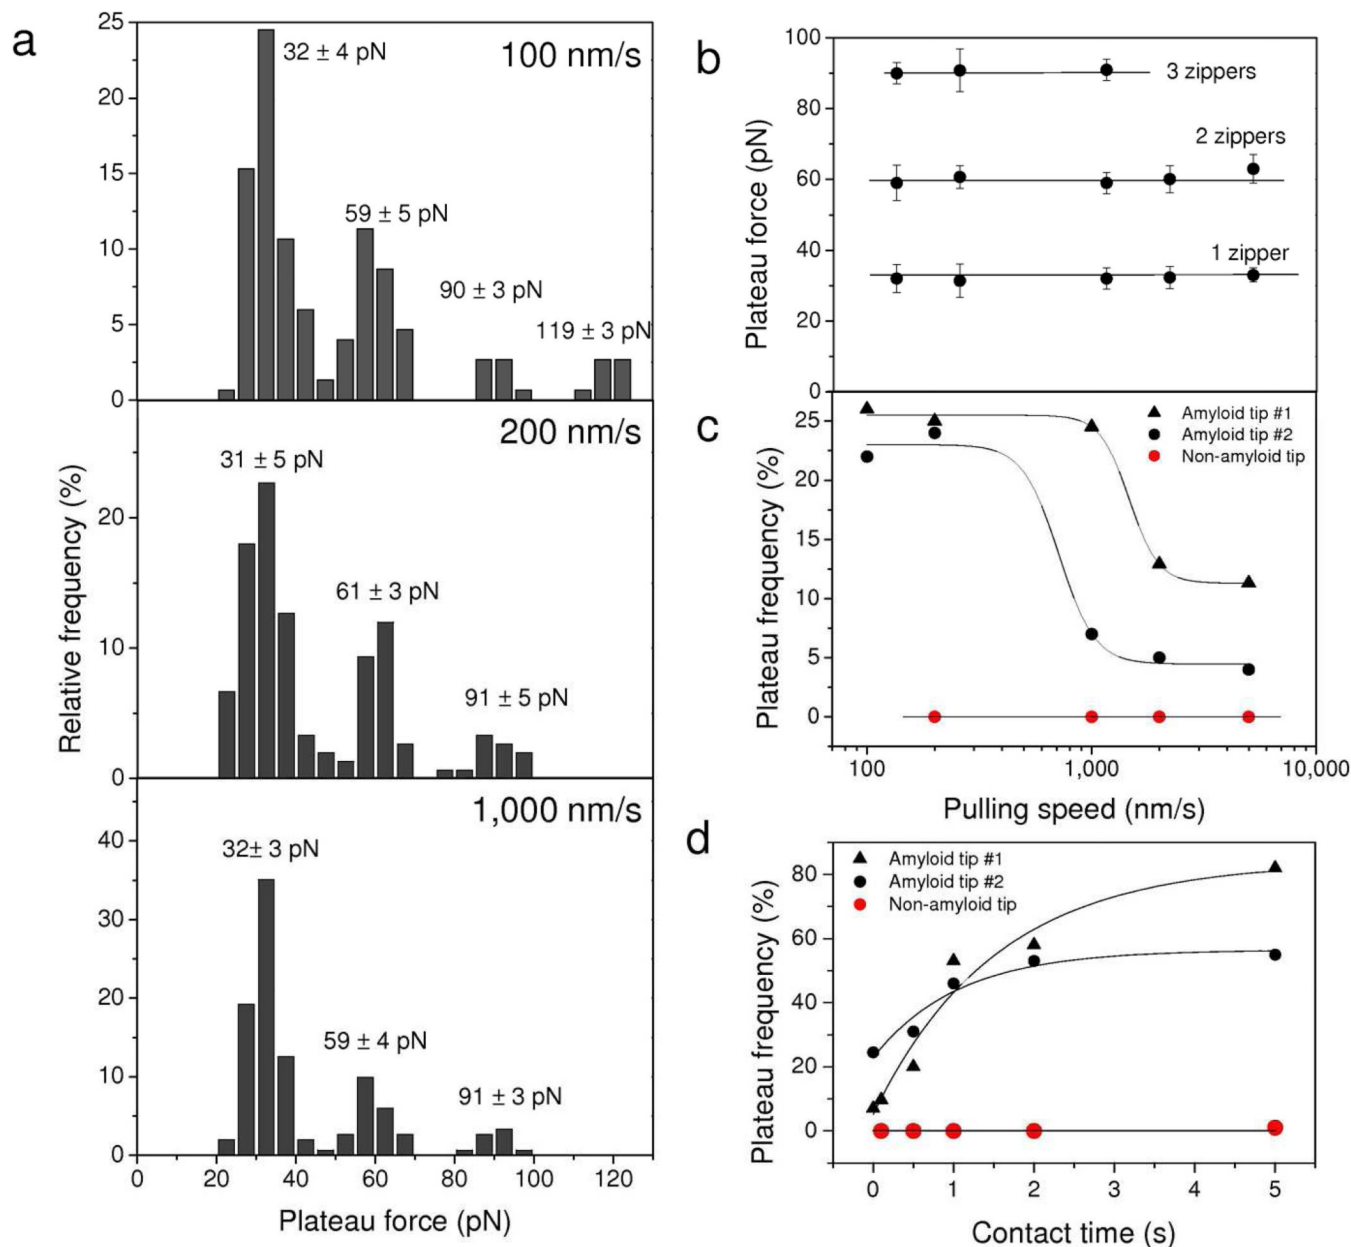 a
25
20
15
10
5
0
32 ± 4 pN
100 nm/s
59 ± 5 pN
90 ± 3 pN
119 ± 3 pN
200 nm/s
31 ± 5 pN
20
10
0
61 ± 3 pN
91 ± 5 pN
Relative frequency (%)
1,000 nm/s
32± 3 pN
40
30
20
10
0
59 ± 4 pN
91 ± 3 pN
0 20 40 60 80 100 120
Plateau force (pN)
b
100
80
60
40
20
0
Plateau force (pN)
3 zippers
2 zippers
1 zipper
c
25
20
15
10
5
0
Plateau frequency (%)
Amyloid tip #1
Amyloid tip #2
Non-amyloid tip
100 1,000 10,000
Pulling speed (nm/s)
d
80
60
40
20
0
Plateau frequency (%)
Amyloid tip #1
Amyloid tip #2
Non-amyloid tip
0 1 2 3 4 5
Contact time (s)